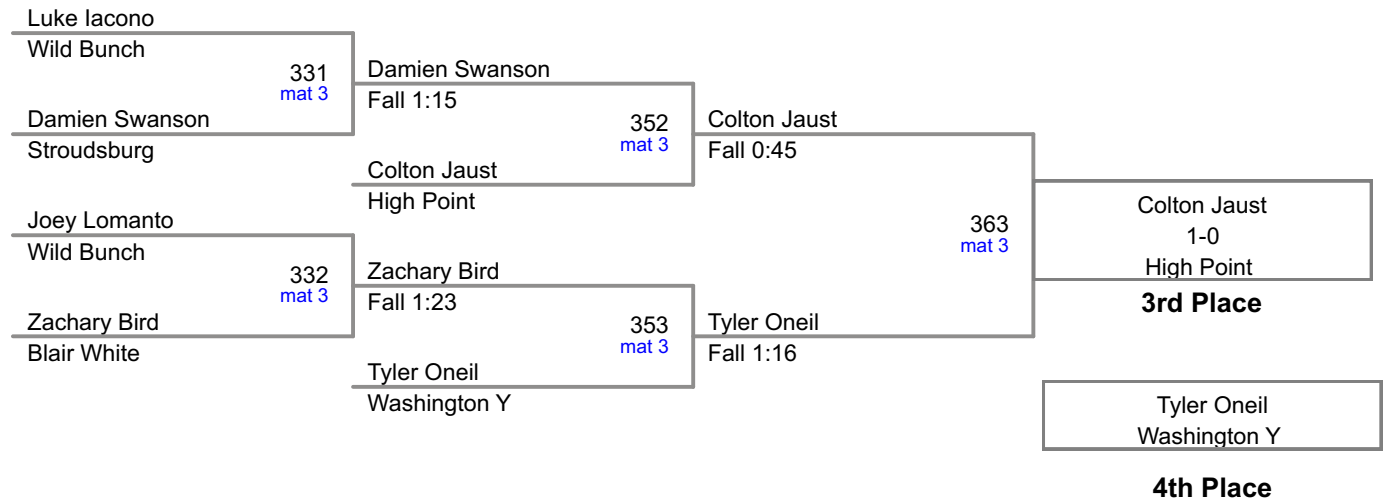 Luke Iacono
Wild Bunch
331
mat 3
Damien Swanson
Fall 1:15
Damien Swanson
Stroudsburg
352
mat 3
Colton Jaust
Fall 0:45
Colton Jaust
High Point
Joey Lomanto
Wild Bunch
332
mat 3
Zachary Bird
Fall 1:23
Zachary Bird
Blair White
353
mat 3
Tyler Oneil
Fall 1:16
Tyler Oneil
Washington Y
363
mat 3
Colton Jaust
1-0
High Point
3rd Place
Tyler Oneil
Washington Y
4th Place